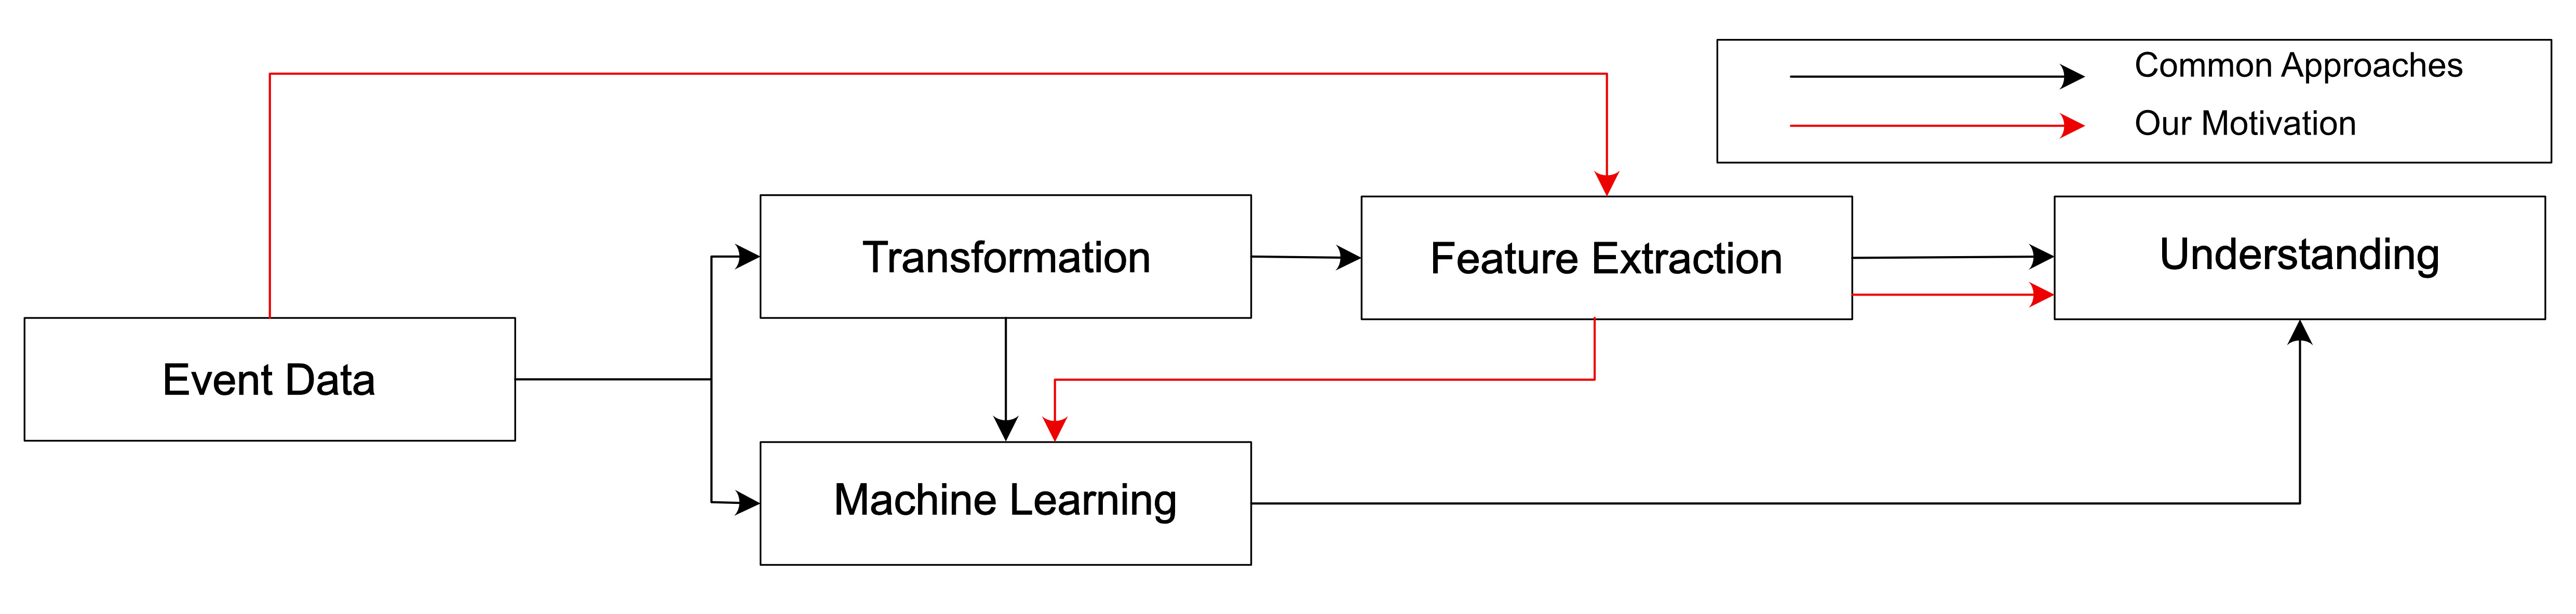 Common Approaches
Our Motivation
Transformation
Feature Extraction
Understanding
Event Data
Machine Learning